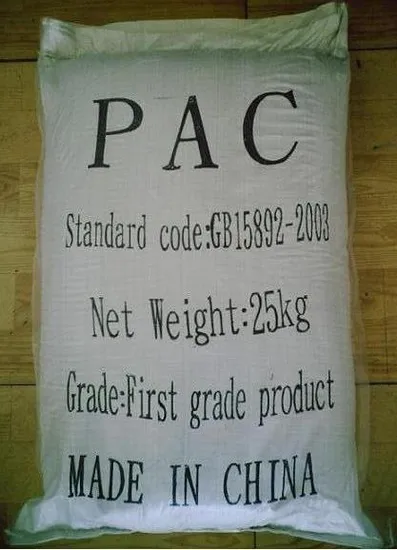 PAC
Standard code:GB15892-2003
Net Weight:25kg
Grade:First grade product
MADE IN CHINA